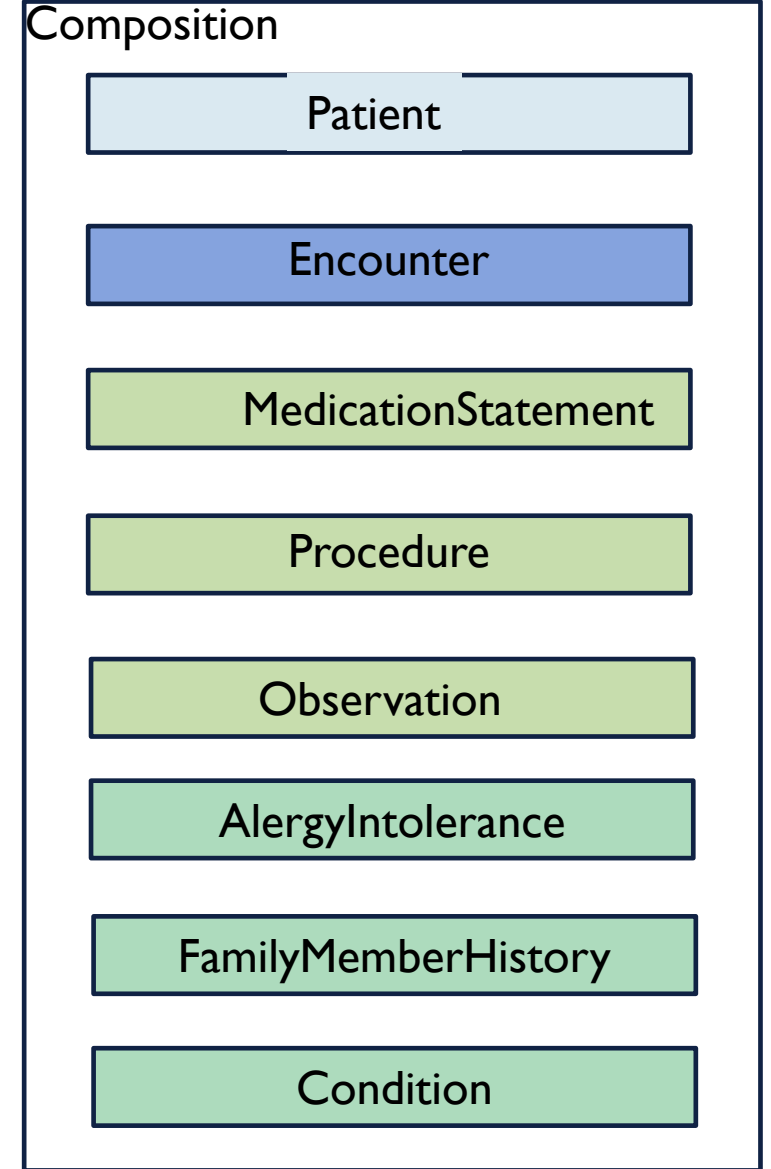 Composition
Patient
Encounter
MedicationStatement
Procedure
Observation
AlergyIntolerance
FamilyMemberHistory
Condition